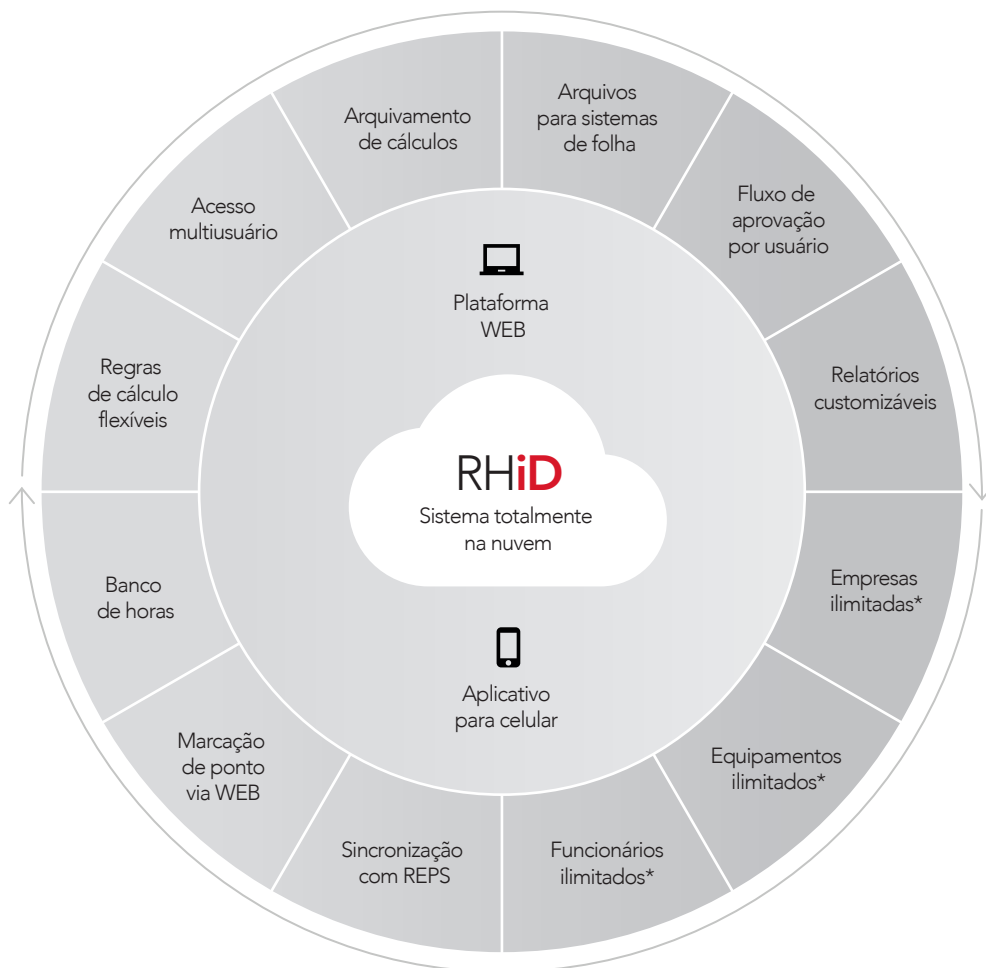 Arquivos
para sistemas
de folha
Fluxo de
aprovação
por usuário
Relatórios
customizáveis
Empresas
ilimitadas*
Equipamentos
ilimitados*
Funcionários
ilimitados*
Sincronização
com REPS
Marcação
de ponto
via WEB
Banco
de horas
Regras
de cálculo
flexíveis
Acesso
multiusuário
Arquivamento
de cálculos
Plataforma
WEB
RHiD
Sistema totalmente
na nuvem
Aplicativo
para celular